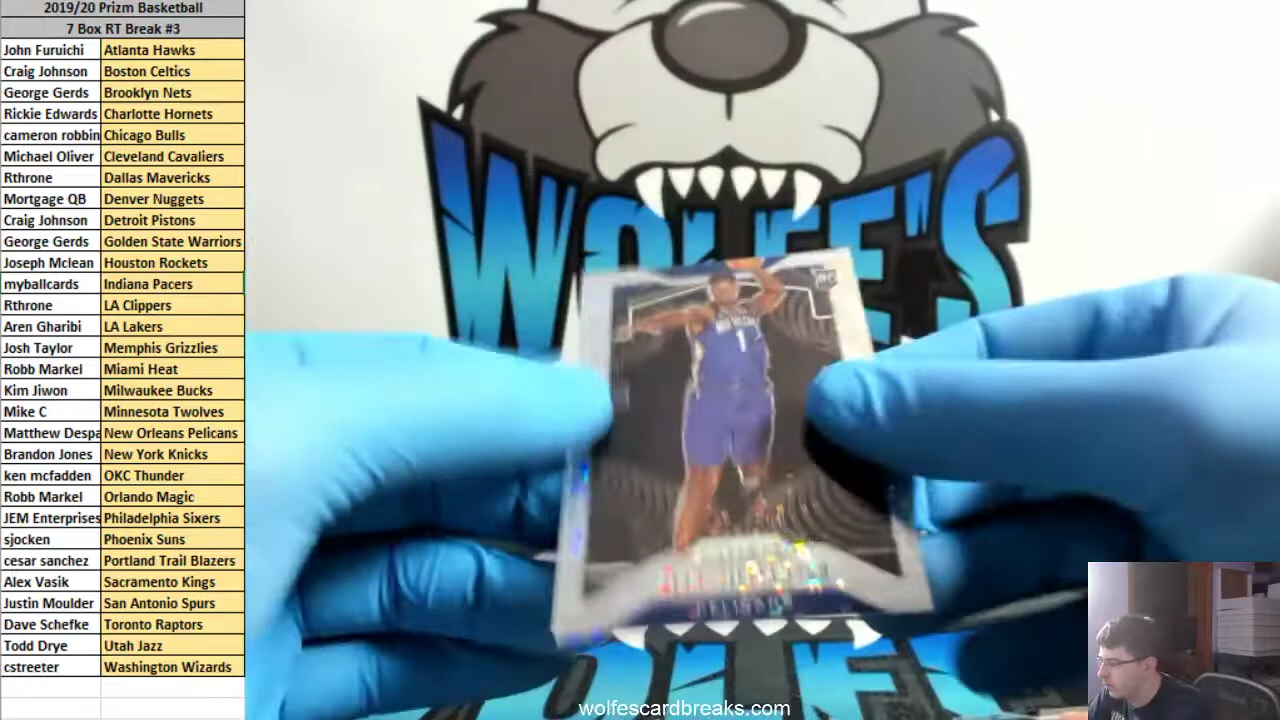 2019/20 Prizm Basketball
7 Box RT Break #3
John Furuichi Atlanta Hawks
Craig Johnson Boston Celtics
George Gerds Brooklyn Nets
Rickie Edwards Charlotte Hornets
cameron robbin Chicago Bulls
Michael Oliver Cleveland Cavaliers
Rthrone Dallas Mavericks
Mortgage QB Denver Nuggets
Craig Johnson Detroit Pistons
George Gerds Golden State Warriors
Joseph Mclean Houston Rockets
myballcards Indiana Pacers
Rthrone LA Clippers
Aren Gharibi LA Lakers
Josh Taylor Memphis Grizzlies
Robb Markel Miami Heat
Kim Jiwon Milwaukee Bucks
Mike C Minnesota Twolves
Matthew Despa New Orleans Pelicans
Brandon Jones New York Knicks
ken mcfadden OKC Thunder
Robb Markel Orlando Magic
JEM Enterprises Philadelphia Sixers
sjocken Phoenix Suns
cesar sanchez Portland Trail Blazers
Alex Vasik Sacramento Kings
Justin Moulder San Antonio Spurs
Dave Schefke Toronto Raptors
Todd Drye Utah Jazz
cstreeter Washington Wizards
WOLFE'S
1
wolfescardbreaks.com